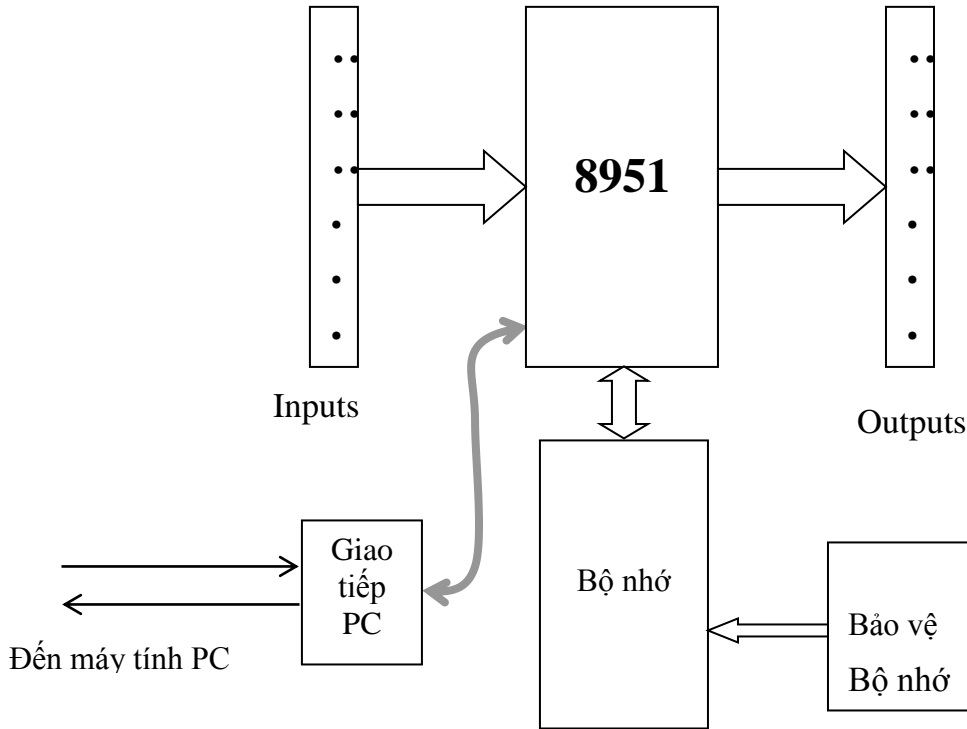 8951
Inputs
Outputs
Giao
tiếp
PC
Bộ nhớ
Bảo vệ
Bộ nhớ
Đến máy tính PC